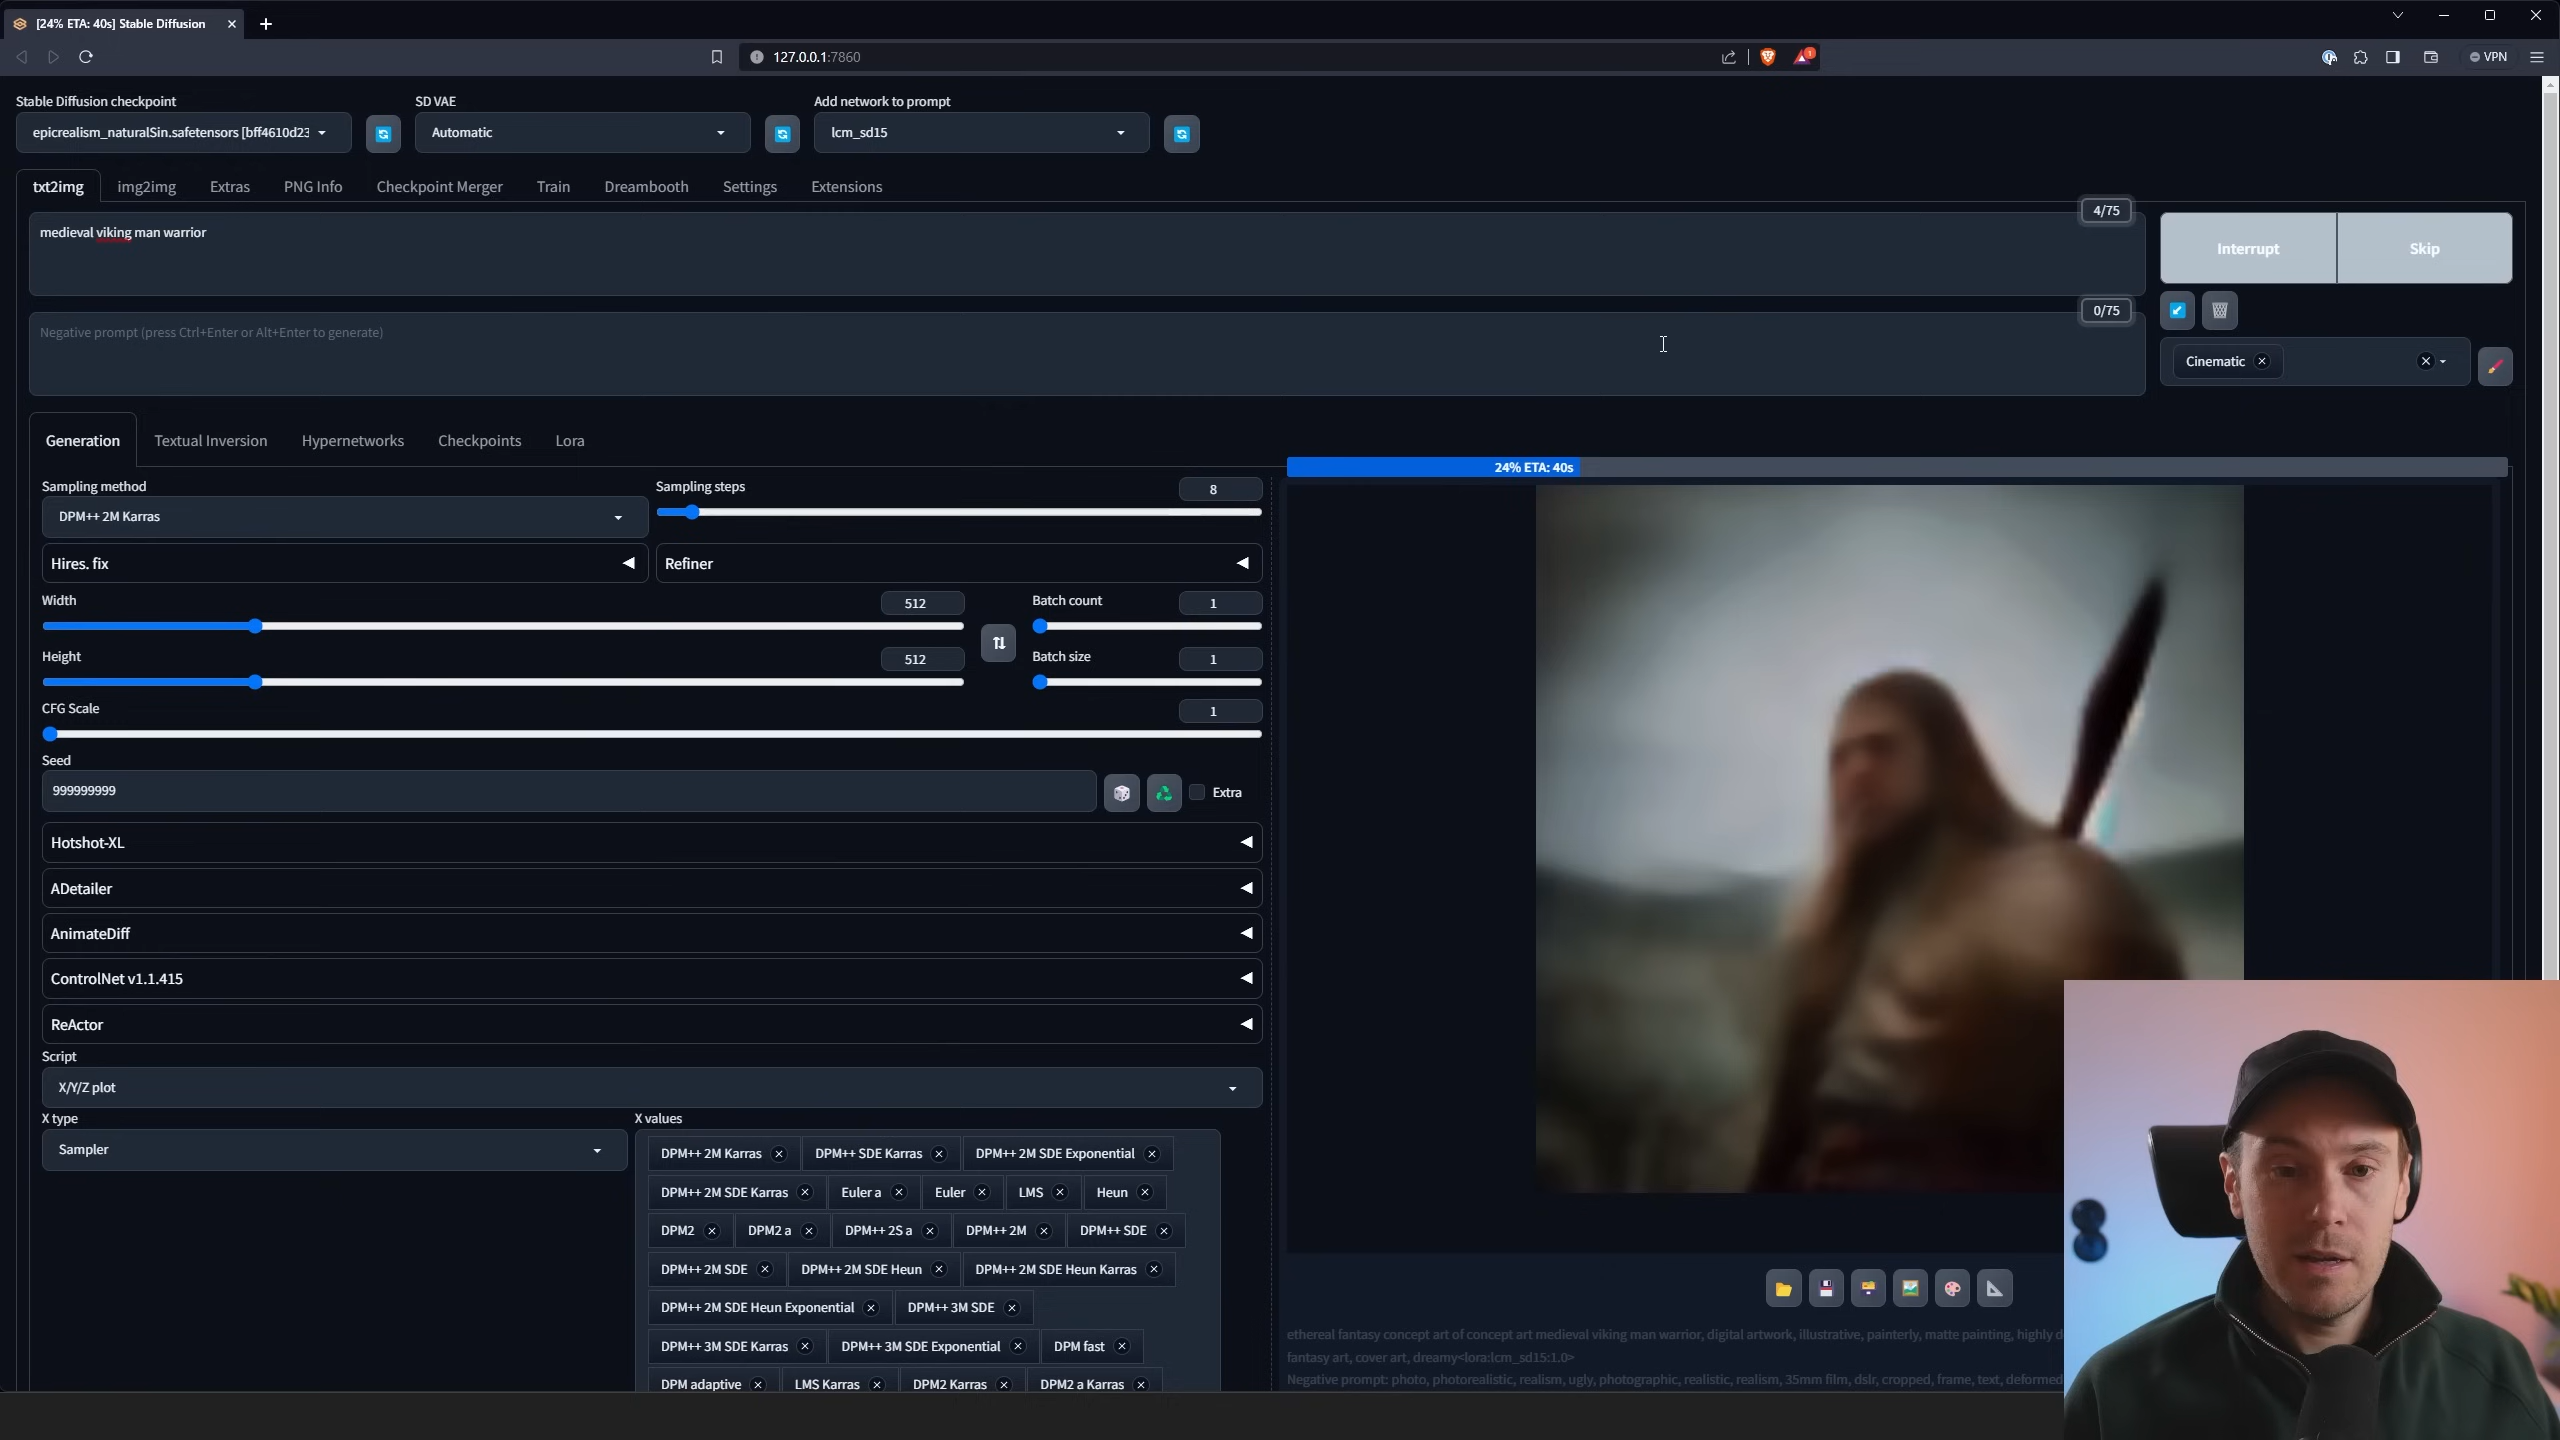 [24% ETA: 40s] Stable Diffusion
127.0.0.1:7860
VPN
Stable Diffusion checkpoint
SD VAE
Add network to prompt
epicrealism_naturalSin.safetensors [bff4610d23
Automatic
lcm_sd15
txt2img
img2img
Extras
PNG Info
Checkpoint Merger
Train
Dreambooth
Settings
Extensions
4/75
medieval viking man warrior
Interrupt
Skip
0/75
Negative prompt (press Ctrl+Enter or Alt+Enter to generate)
Cinematic
Generation
Textual Inversion
Hypernetworks
Checkpoints
Lora
24% ETA: 40s
Sampling method
Sampling steps
8
DPM++ 2M Karras
Hires. fix
Refiner
Width
512
Batch count
1
Height
512
Batch size
1
CFG Scale
1
Seed
999999999
Extra
Hotshot-XL
ADetailer
AnimateDiff
ControlNet v1.1.415
ReActor
Script
X/Y/Z plot
X type
X values
Sampler
DPM++ 2M Karras
DPM++ SDE Karras
DPM++ 2M SDE Exponential
DPM++ 2M SDE Karras
Euler a
Euler
LMS
Heun
DPM2
DPM2 a
DPM++ 2S a
DPM++ 2M
DPM++ SDE
DPM++ 2M SDE
DPM++ 2M SDE Heun
DPM++ 2M SDE Heun Karras
DPM++ 2M SDE Heun Exponential
DPM++ 3M SDE
DPM++ 3M SDE Karras
DPM++ 3M SDE Exponential
DPM fast
DPM adaptive
LMS Karras
DPM2 Karras
DPM2 a Karras
ethereal fantasy concept art of concept art medieval viking man warrior, digital artwork, illustrative, painterly, matte painting, highly d
fantasy art, cover art, dreamy<lora:lcm_sd15:1.0>
Negative prompt: photo, photorealistic, realism, ugly, photographic, realistic, realism, 35mm film, dslr, cropped, frame, text, deformed